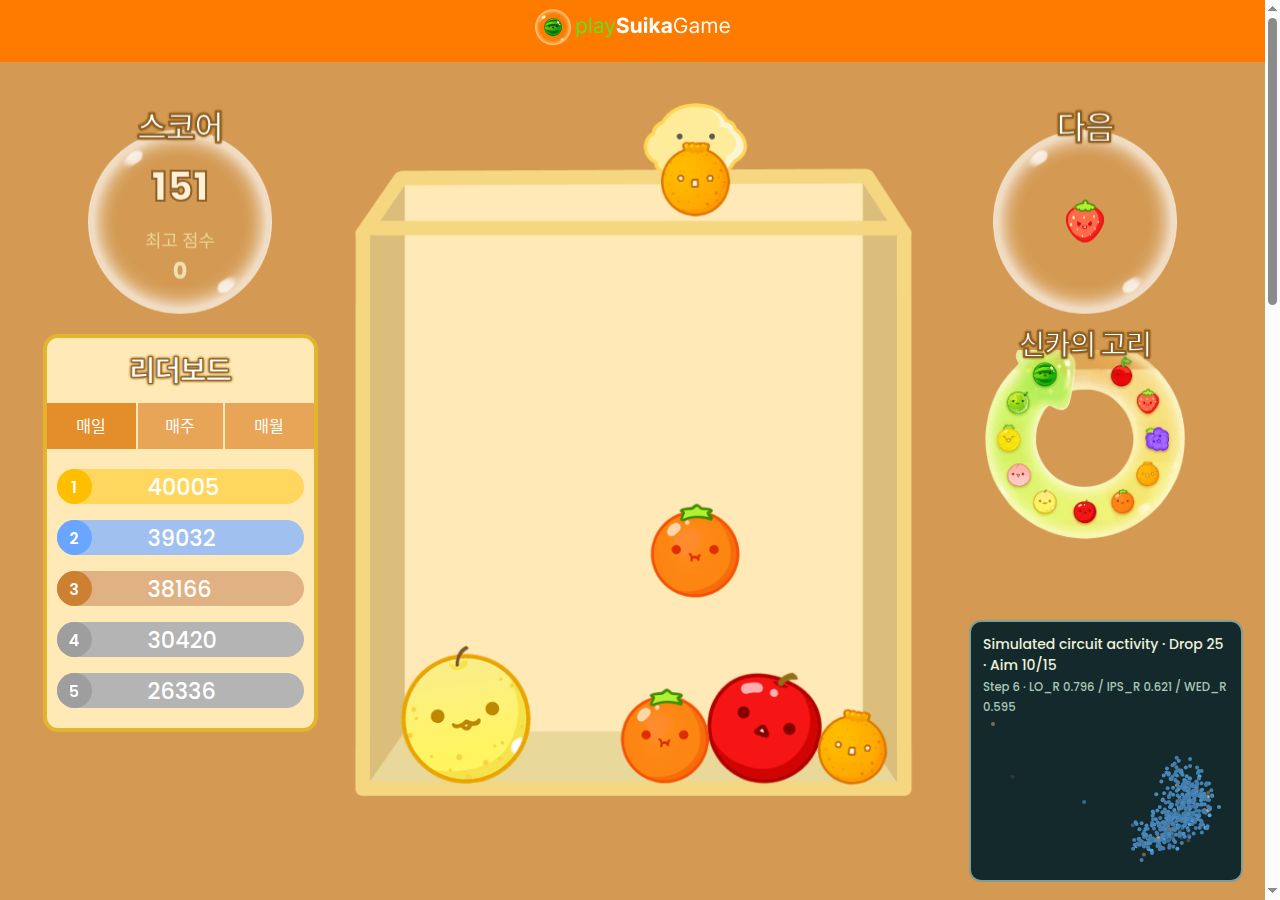 playSuikaGame
스코어
151
최고 점수
0
다음
신카의 고리
리더보드
매일 매주 매월
1 40005
2 39032
3 38166
4 30420
5 26336
Simulated circuit activity · Drop 25
· Aim 10/15
Step 6 · LO_R 0.796 / IPS_R 0.621 / WED_R
0.595